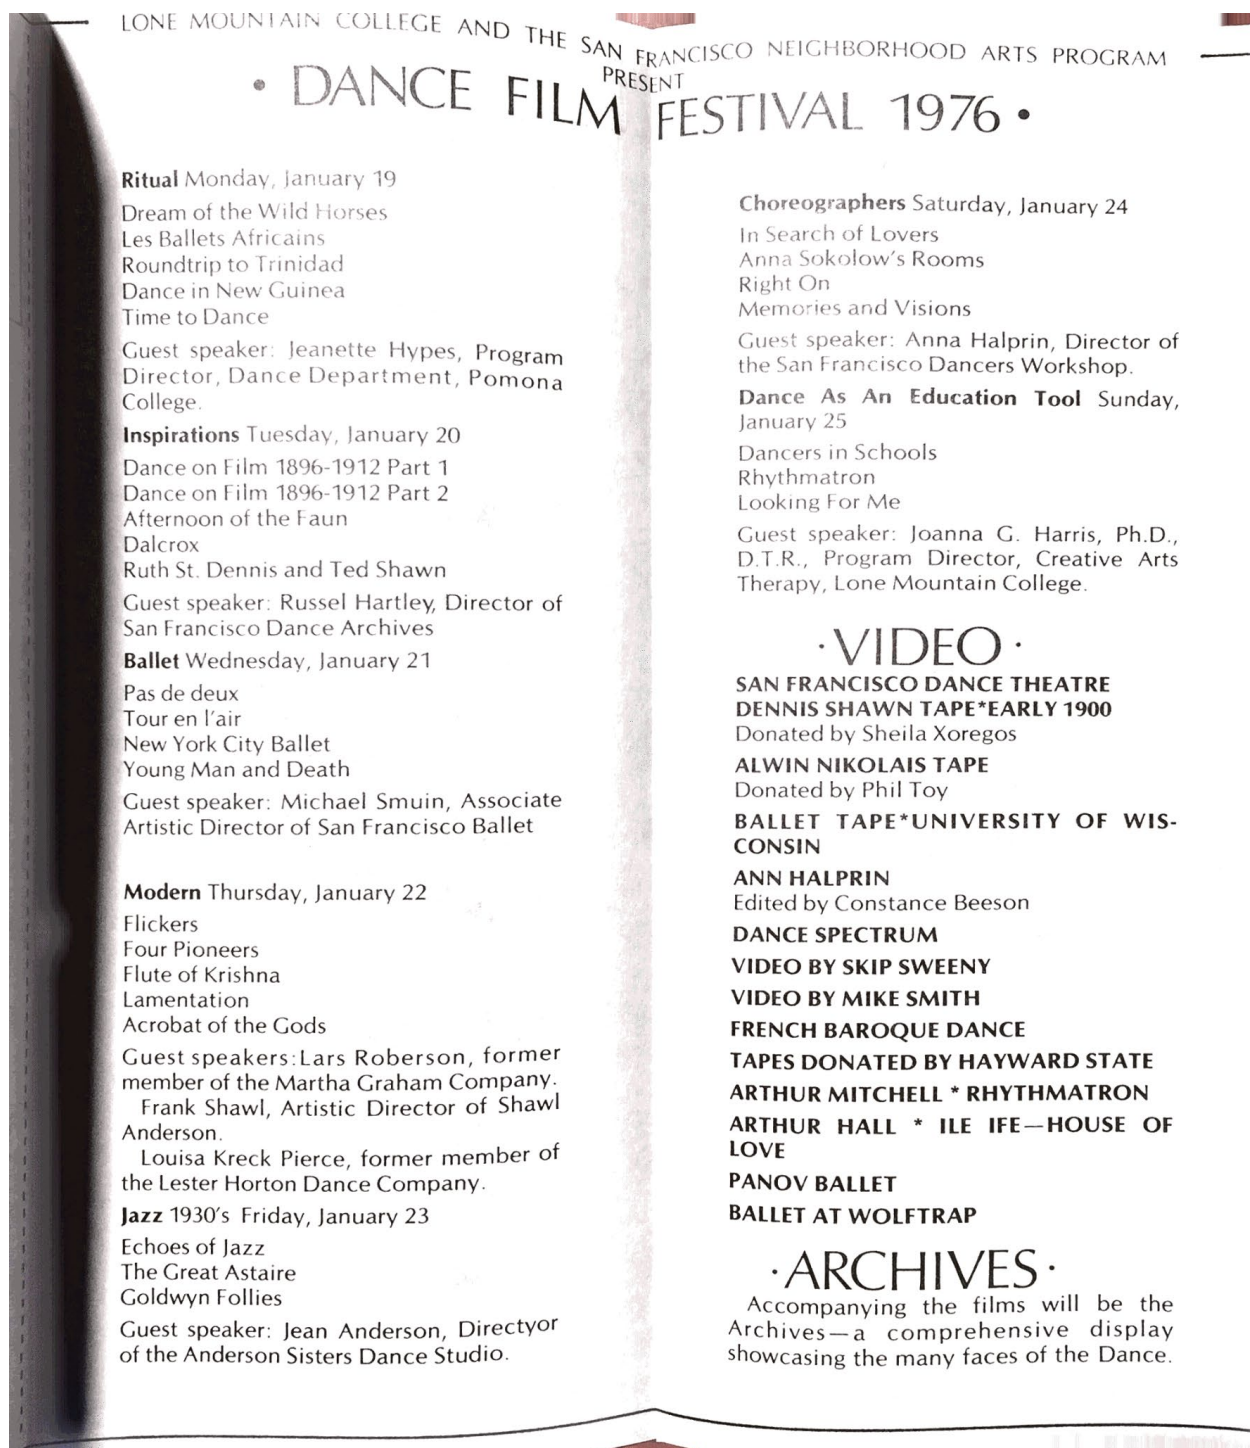 LONE MOUNTAIN COLLEGE AND THE SAN FRANCISCO NEIGHBORHOOD ARTS PROGRAM
PRESENT
• DANCE FILM FESTIVAL 1976 •
Ritual Monday, January 19
Dream of the Wild Horses
Les Ballets Africains
Roundtrip to Trinidad
Dance in New Guinea
Time to Dance
Guest speaker: Jeanette Hypes, Program
Director, Dance Department, Pomona
College.
Inspirations Tuesday, January 20
Dance on Film 1896-1912 Part 1
Dance on Film 1896-1912 Part 2
Afternoon of the Faun
Dalcrox
Ruth St. Dennis and Ted Shawn
Guest speaker: Russel Hartley, Director of
San Francisco Dance Archives
Ballet Wednesday, January 21
Pas de deux
Tour en l'air
New York City Ballet
Young Man and Death
Guest speaker: Michael Smuin, Associate
Artistic Director of San Francisco Ballet
Modern Thursday, January 22
Flickers
Four Pioneers
Flute of Krishna
Lamentation
Acrobat of the Gods
Guest speakers:Lars Roberson, former
member of the Martha Graham Company.
Frank Shawl, Artistic Director of Shawl
Anderson.
Louisa Kreck Pierce, former member of
the Lester Horton Dance Company.
Jazz 1930's Friday, January 23
Echoes of Jazz
The Great Astaire
Goldwyn Follies
Guest speaker: Jean Anderson, Directyor
of the Anderson Sisters Dance Studio.
Choreographers Saturday, January 24
In Search of Lovers
Anna Sokolow's Rooms
Right On
Memories and Visions
Guest speaker: Anna Halprin, Director of
the San Francisco Dancers Workshop.
Dance As An Education Tool Sunday,
January 25
Dancers in Schools
Rhythmatron
Looking For Me
Guest speaker: Joanna G. Harris, Ph.D.,
D.T.R., Program Director, Creative Arts
Therapy, Lone Mountain College.
·VIDEO·
SAN FRANCISCO DANCE THEATRE
DENNIS SHAWN TAPE*EARLY 1900
Donated by Sheila Xoregos
ALWIN NIKOLAIS TAPE
Donated by Phil Toy
BALLET TAPE*UNIVERSITY OF WIS-
CONSIN
ANN HALPRIN
Edited by Constance Beeson
DANCE SPECTRUM
VIDEO BY SKIP SWEENY
VIDEO BY MIKE SMITH
FRENCH BAROQUE DANCE
TAPES DONATED BY HAYWARD STATE
ARTHUR MITCHELL * RHYTHMATRON
ARTHUR HALL * ILE IFE—HOUSE OF
LOVE
PANOV BALLET
BALLET AT WOLFTRAP
·ARCHIVES·
Accompanying the films will be the
Archives—a comprehensive display
showcasing the many faces of the Dance.